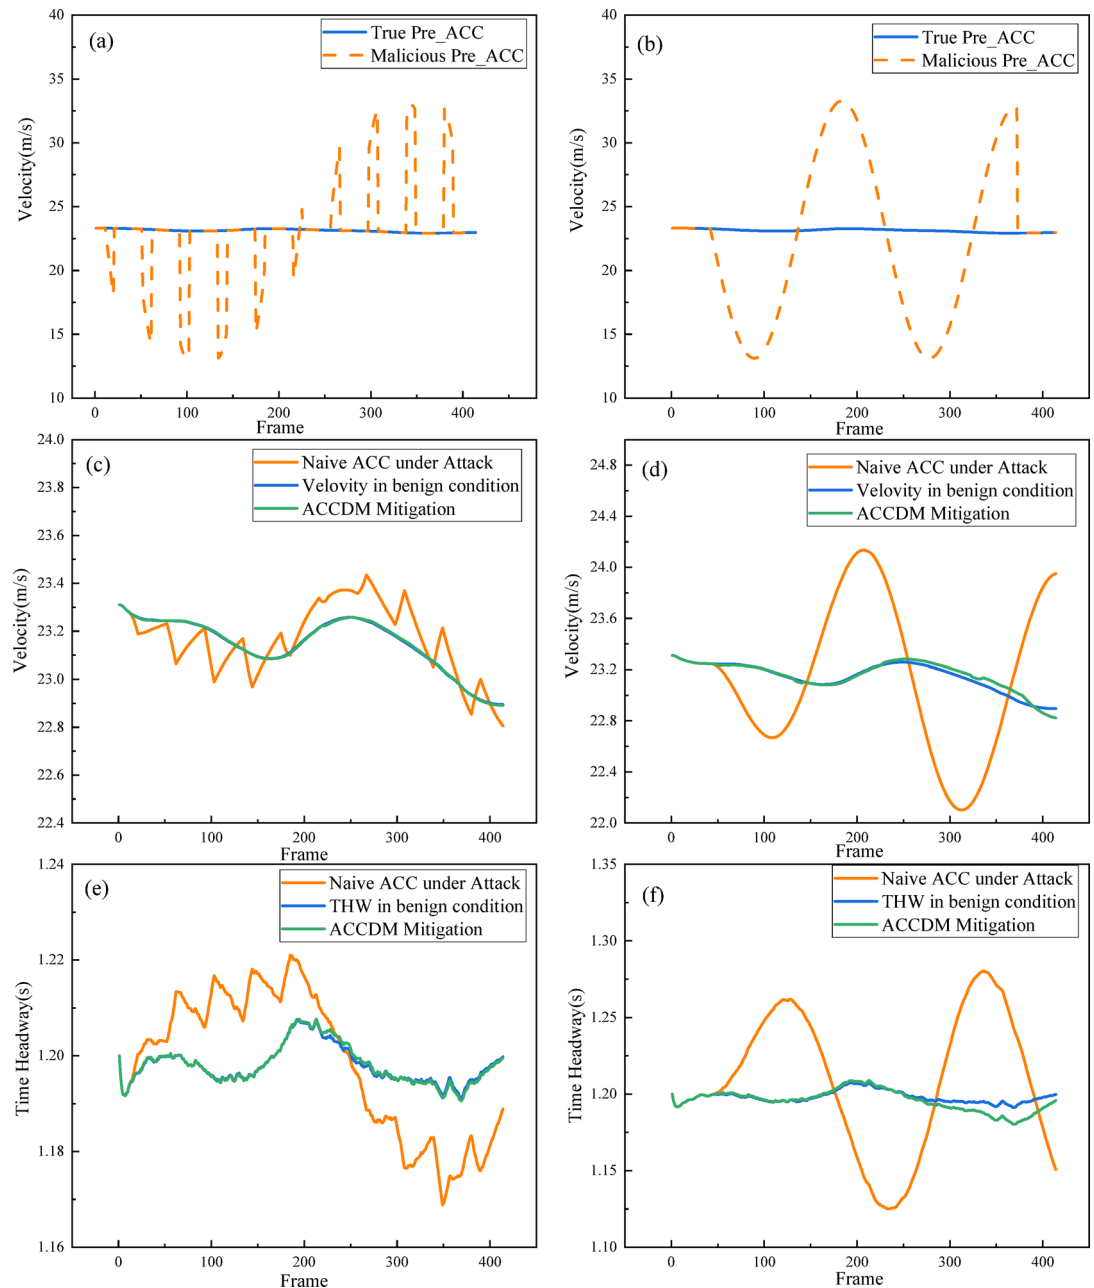 (a)
True Pre_ACC
Malicious Pre_ACC
Velocity(m/s)
40
35
30
25
20
15
10
0
100
200
300
400
Frame
(b)
True Pre_ACC
Malicious Pre_ACC
Velocity(m/s)
40
35
30
25
20
15
10
0
100
200
300
400
Frame
(c)
Naive ACC under Attack
Velovity in benign condition
ACCDM Mitigation
Velocity(m/s)
24.0
23.8
23.6
23.4
23.2
23.0
22.8
22.6
22.4
0
100
200
300
400
Frame
(d)
Naive ACC under Attack
Velovity in benign condition
ACCDM Mitigation
Velocity(m/s)
24.8
24.4
24.0
23.6
23.2
22.8
22.4
22.0
0
100
200
300
400
Frame
(e)
Naive ACC under Attack
THW in benign condition
ACCDM Mitigation
Time Headway(s)
1.24
1.22
1.20
1.18
1.16
0
100
200
300
400
Frame
(f)
Naive ACC under Attack
THW in benign condition
ACCDM Mitigation
Time Headway(s)
1.35
1.30
1.25
1.20
1.15
1.10
0
100
200
300
400
Frame